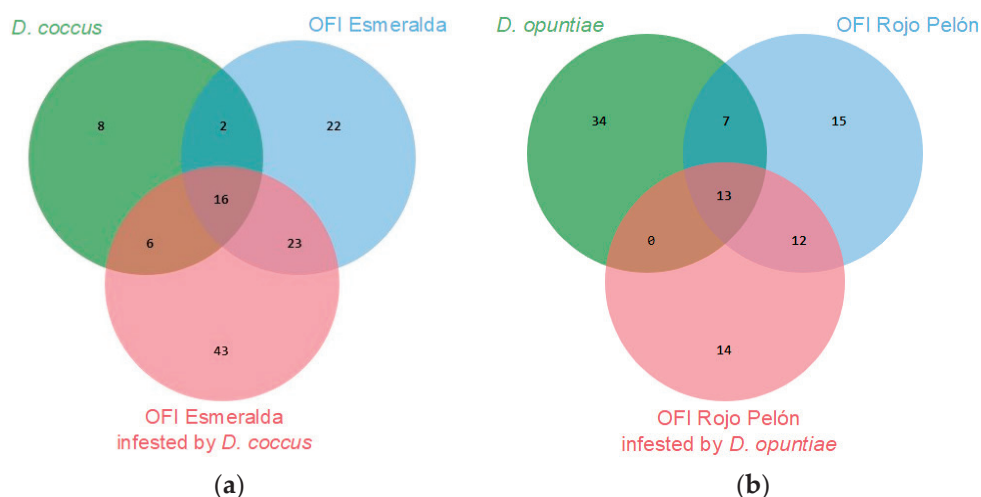 D. coccus
OFI Esmeralda
8
2
22
16
6
23
43
OFI Esmeralda
infested by D. coccus
(a)
D. opuntiae
OFI Rojo Pelón
34
7
15
13
0
12
14
OFI Rojo Pelón
infested by D. opuntiae
(b)